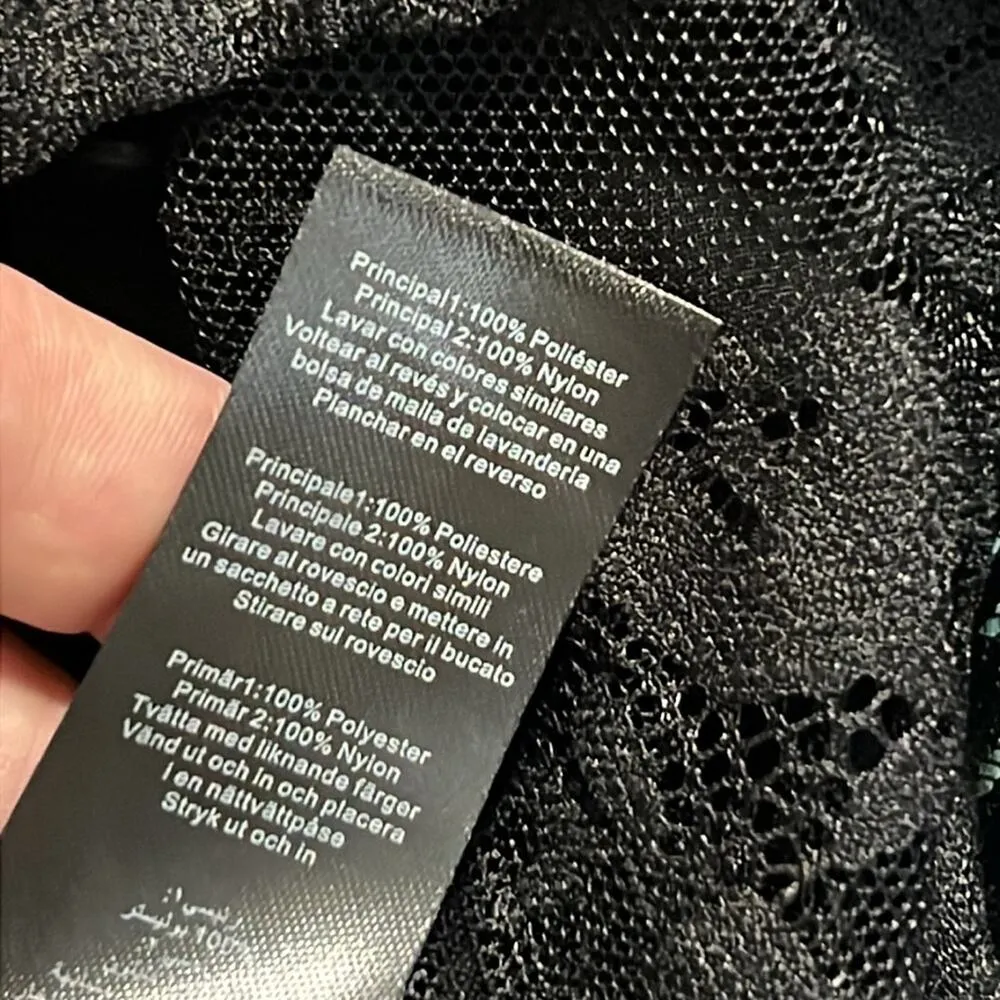 Principal1:100% Poliéster
Principal 2:100% Nylon
Lavar con colores similares
Voltear al revés y colocar en una
bolsa de malla de lavandería
Planchar en el reverso
Principale1:100% Poliestere
Principale 2:100% Nylon
Lavare con colori simili
Girare al rovescio e mettere in
un sacchetto a rete per il bucato
Stirare sul rovescio
Primär1:100% Polyester
Primär 2:100% Nylon
Tvätta med liknande färger
Vänd ut och in och placera
i en nättvättpåse
Stryk ut och in
100%